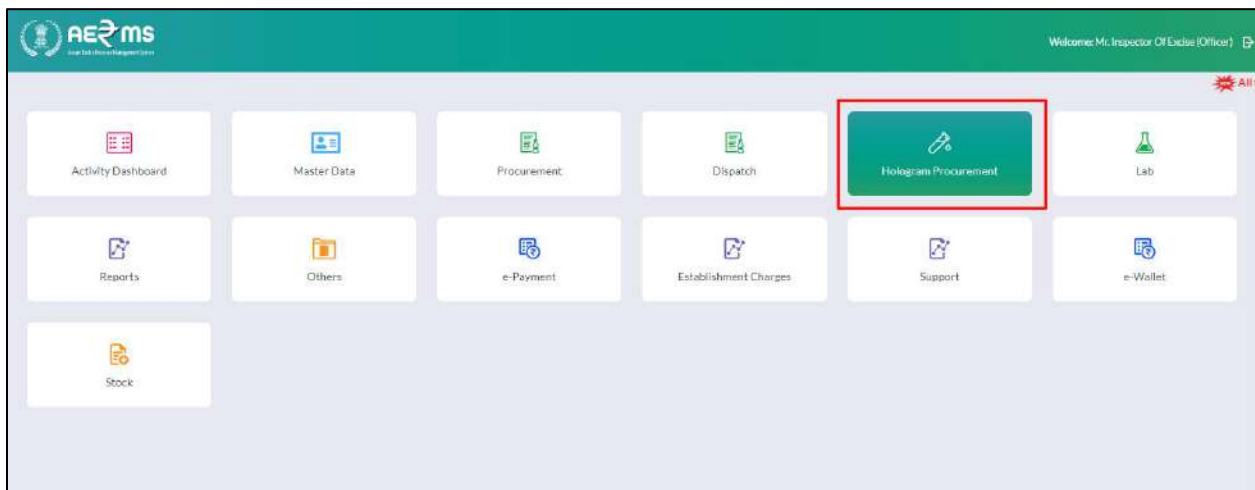 AE₹MS
Welcome: Mr. Inspector Of Excise (Officer)
All
Activity Dashboard
Master Data
Procurement
Dispatch
Hologram Procurement
Lab
Reports
Others
e-Payment
Establishment Charges
Support
e-Wallet
Stock